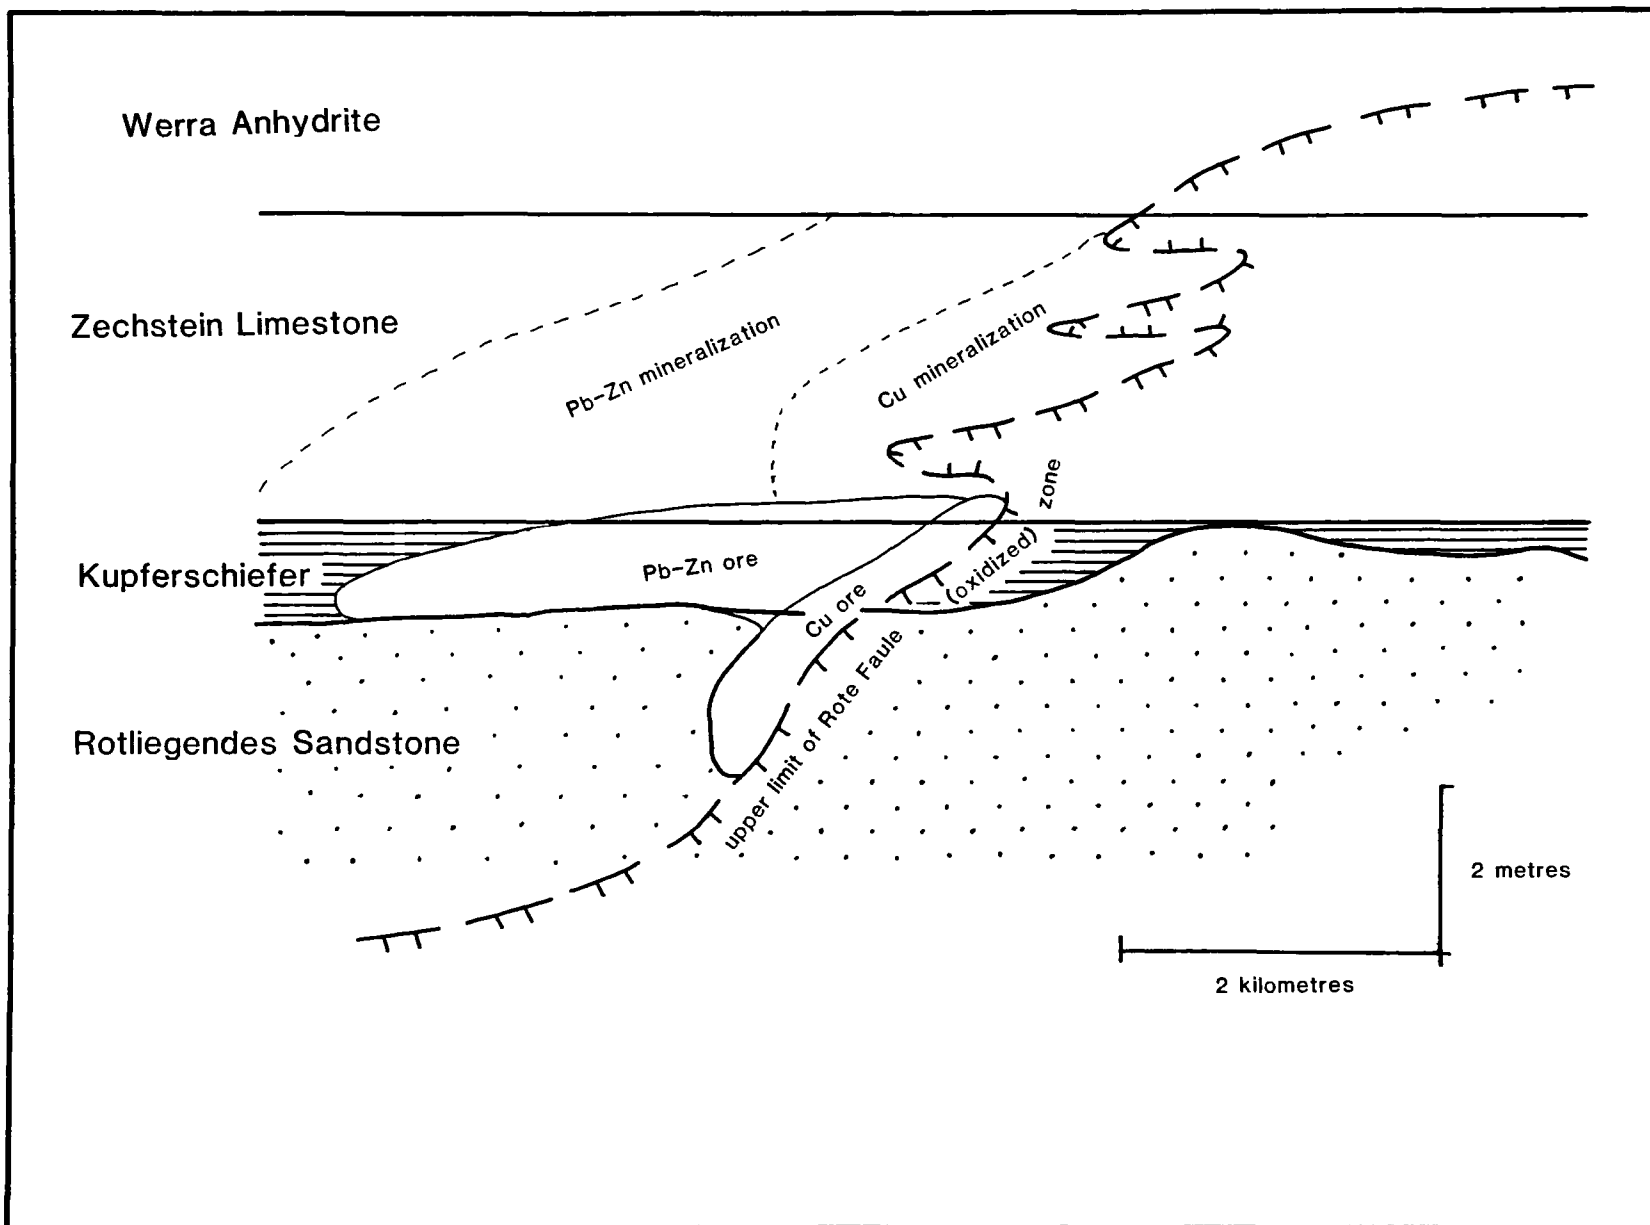 Werra Anhydrite
Zechstein Limestone
Pb-Zn mineralization
Cu mineralization
Kupferschiefer
Pb-Zn ore
Cu ore
upper limit of Rote Faule (oxidized) zone
Rotliegendes Sandstone
2 metres
2 kilometres